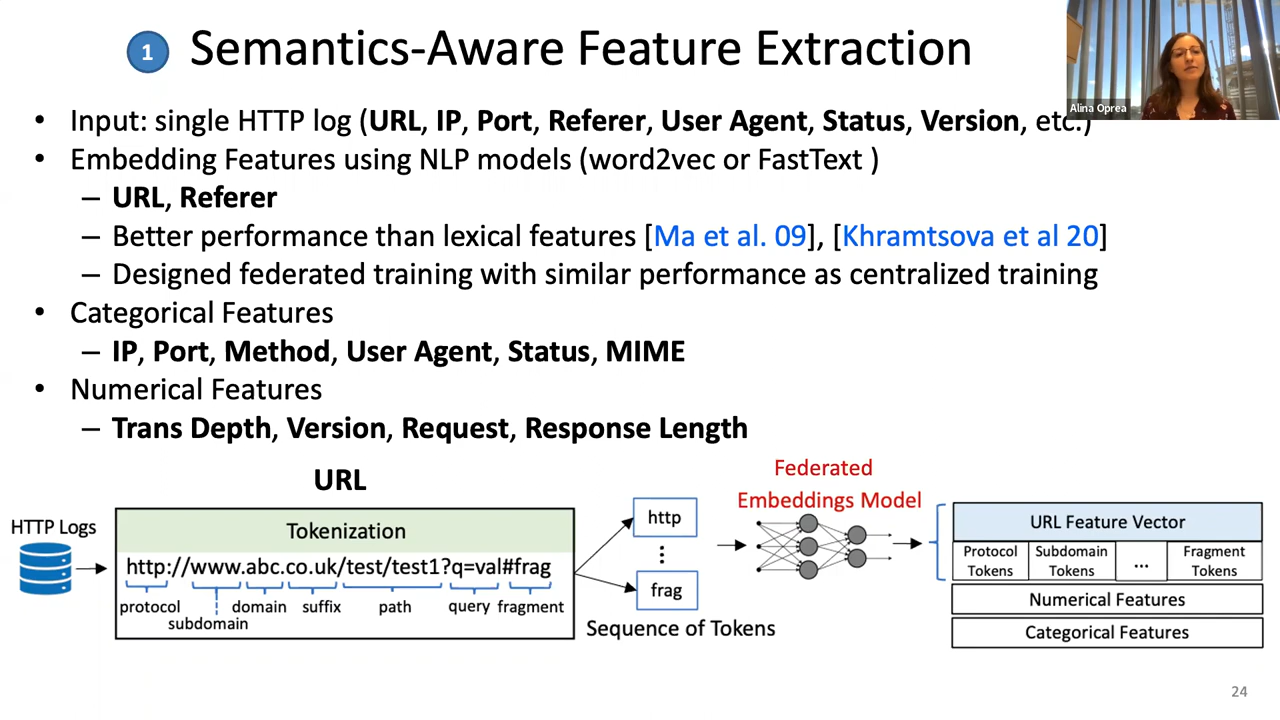 1 Semantics-Aware Feature Extraction
Alina Oprea
• Input: single HTTP log (URL, IP, Port, Referer, User Agent, Status, Version, etc.)
• Embedding Features using NLP models (word2vec or FastText )
– URL, Referer
– Better performance than lexical features [Ma et al. 09], [Khramtsova et al 20]
– Designed federated training with similar performance as centralized training
• Categorical Features
– IP, Port, Method, User Agent, Status, MIME
• Numerical Features
– Trans Depth, Version, Request, Response Length
URL
HTTP Logs
Tokenization
http://www.abc.co.uk/test/test1?q=val#frag
protocol
subdomain
domain
suffix
path
query
fragment
http
⋮
frag
Sequence of Tokens
Federated
Embeddings Model
URL Feature Vector
Protocol
Tokens
Subdomain
Tokens
...
Fragment
Tokens
Numerical Features
Categorical Features
24